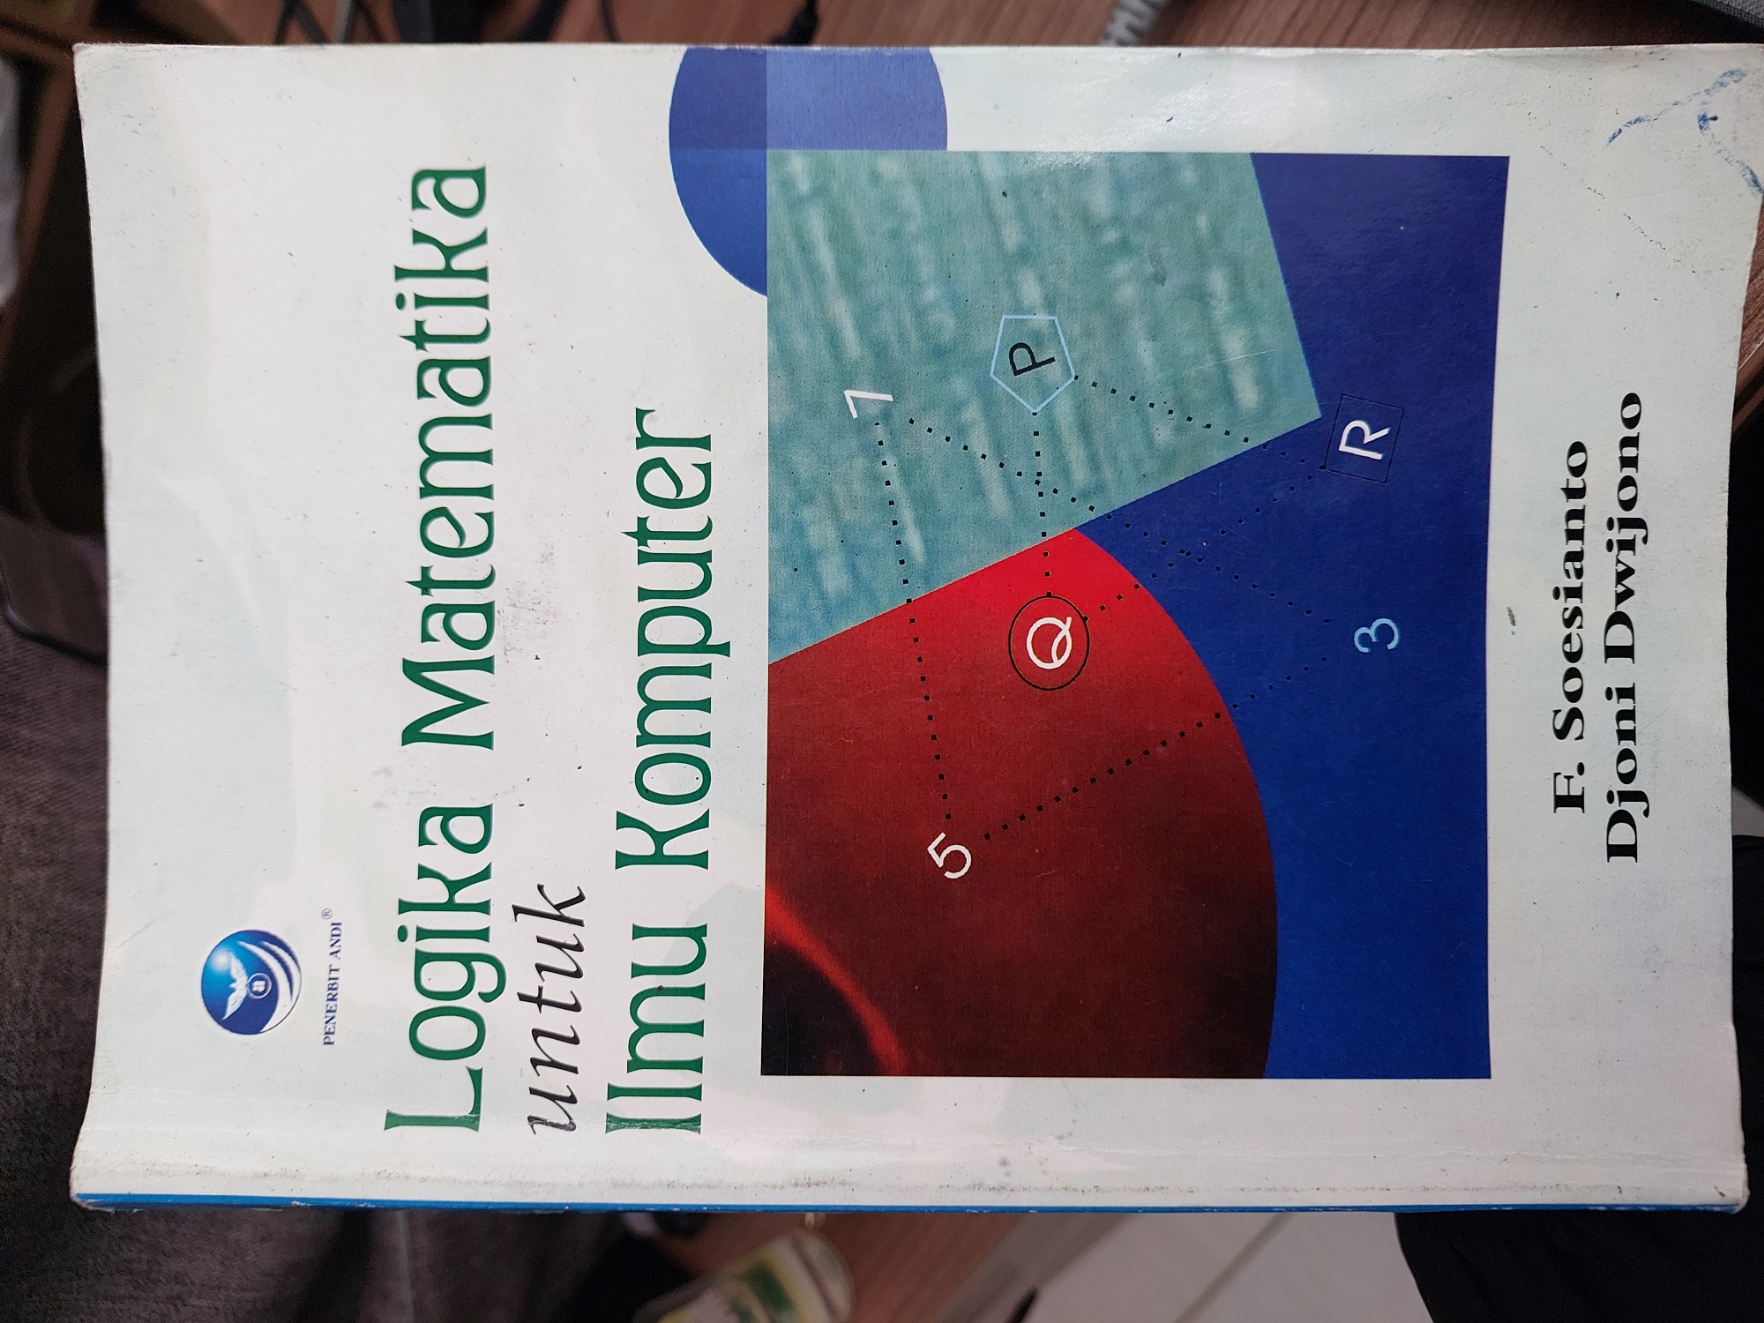 a
PENERBIT ANDI®
Logika Matematika
untuk
Ilmu Komputer
7
5
Q
P
3
R
F. Soesianto
Djoni Dwijono